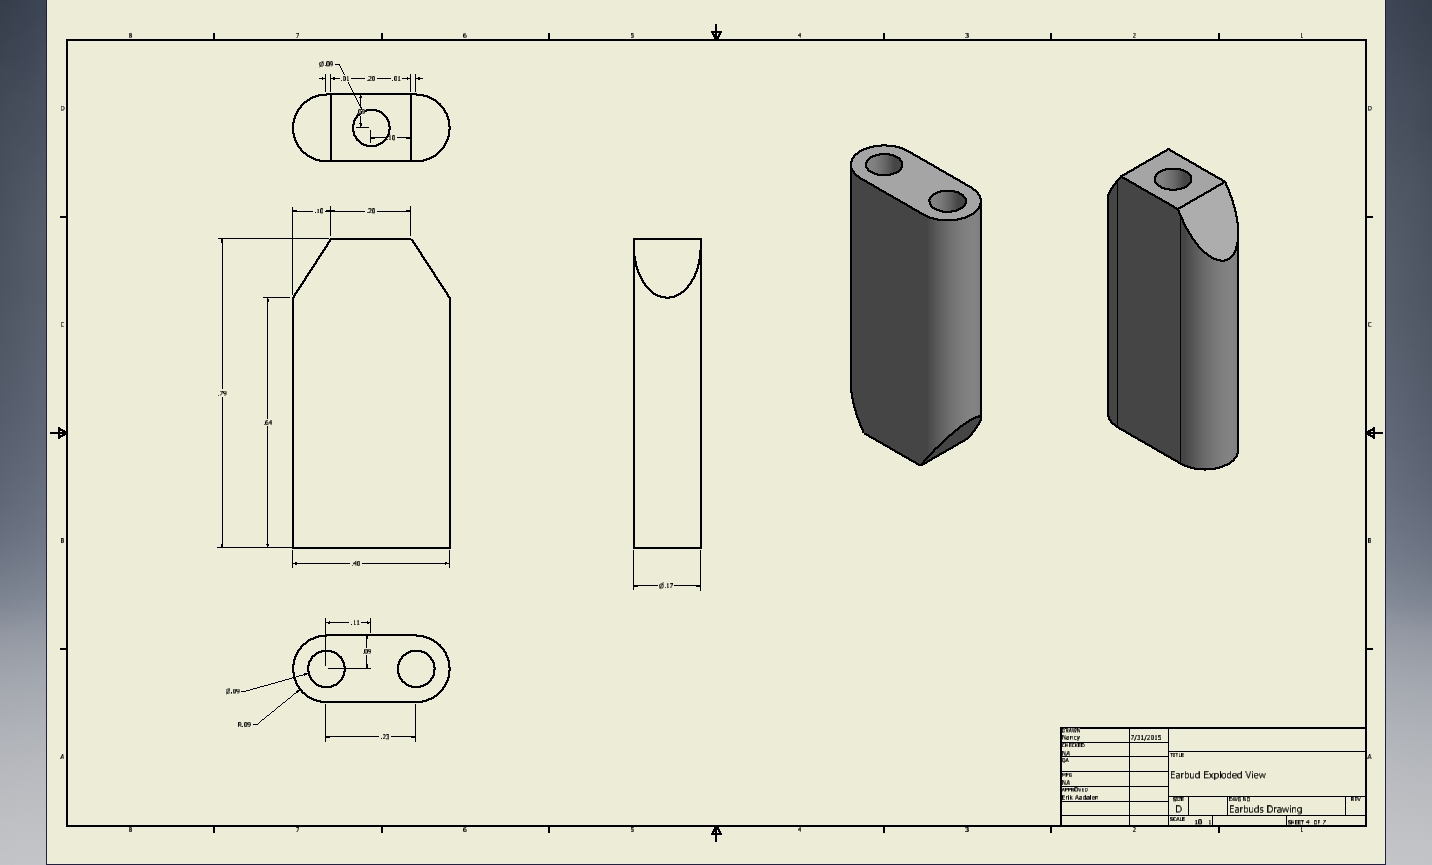 8 7 6 5 4 3 2 1
D D
Ø.09
.01 .20 .01
.10
.10 .20
C C
.79
.64
B B
.40
Ø.17
.11
.09
Ø.09
R.09
.23
A A
DRAWN
Nancy 7/31/2015
CHECKED
NA
QA
MFG
NA
APPROVED
Erik Aadalen
TITLE
Earbud Exploded View
SIZE
D
DWG NO
Earbuds Drawing
REV
SCALE
10 : 1
SHEET 4 OF 7
8 7 6 5 4 3 2 1